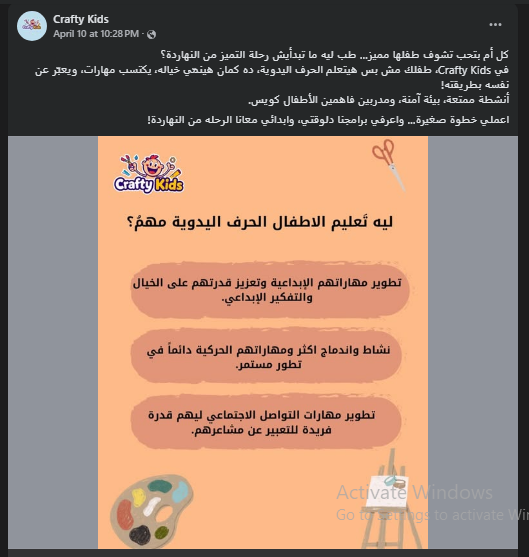 Crafty Kids
April 10 at 10:28 PM ·
كل أم بتحب تشوف طفلها مميز... طب ليه ما تبدأيش رحلة التميز من النهاردة؟
في Crafty Kids، طفلك مش بس هيتعلم الحرف اليدوية، ده كمان هينمي خياله، يكتسب مهارات، ويعبّر عن
نفسه بطريقته!
أنشطة ممتعة، بيئة آمنة، ومدربين فاهمين الأطفال كويس.
اعملي خطوة صغيرة... واعرفي برامجنا دلوقتي، وابدائي معانا الرحله من النهاردة!
Crafty Kids
ليه تَعليم الاطفال الحرف اليدوية مهمُ؟
تطوير مهاراتهم الإبداعية وتعزيز قدرتهم على الخيال
والتفكير الإبداعي.
نشاط واندماج اكثر ومهاراتهم الحركية دائماً في
تطور مستمر.
تطوير مهارات التواصل الاجتماعي ليهم قدرة
فريدة للتعبير عن مشاعرهم.
Activate Windows
Go to Settings to activate Wi